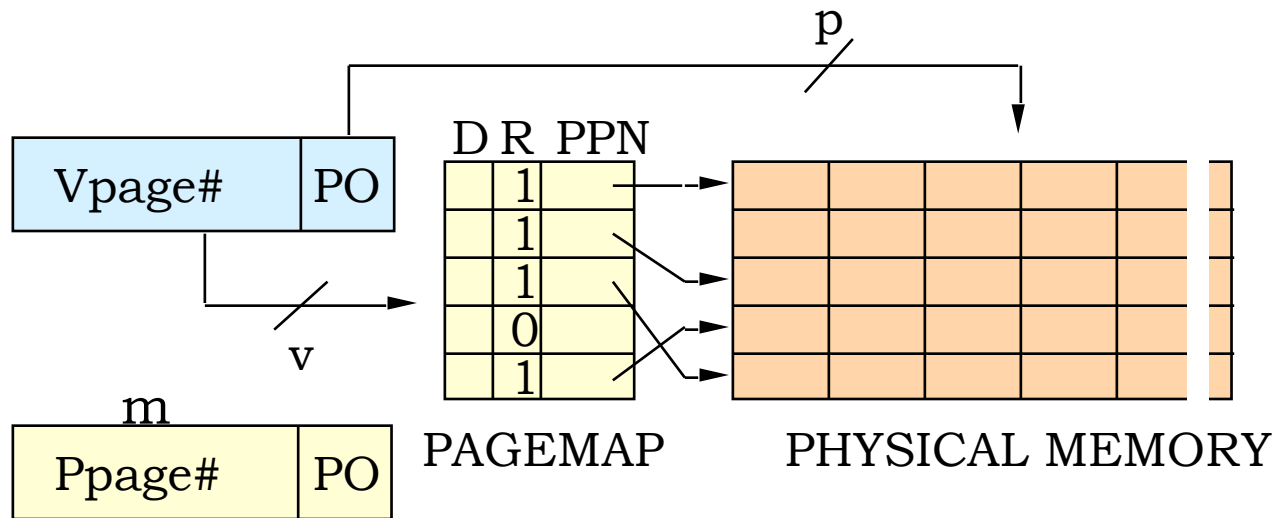 p
D R PPN
Vpage# PO
1
1
1
0
1
v
m
PAGEMAP PHYSICAL MEMORY
Ppage# PO